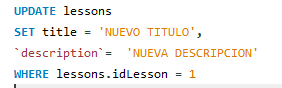 UPDATE lessons
SET title = 'NUEVO TITULO',
`description`=  'NUEVA DESCRIPCION'
WHERE lessons.idLesson = 1